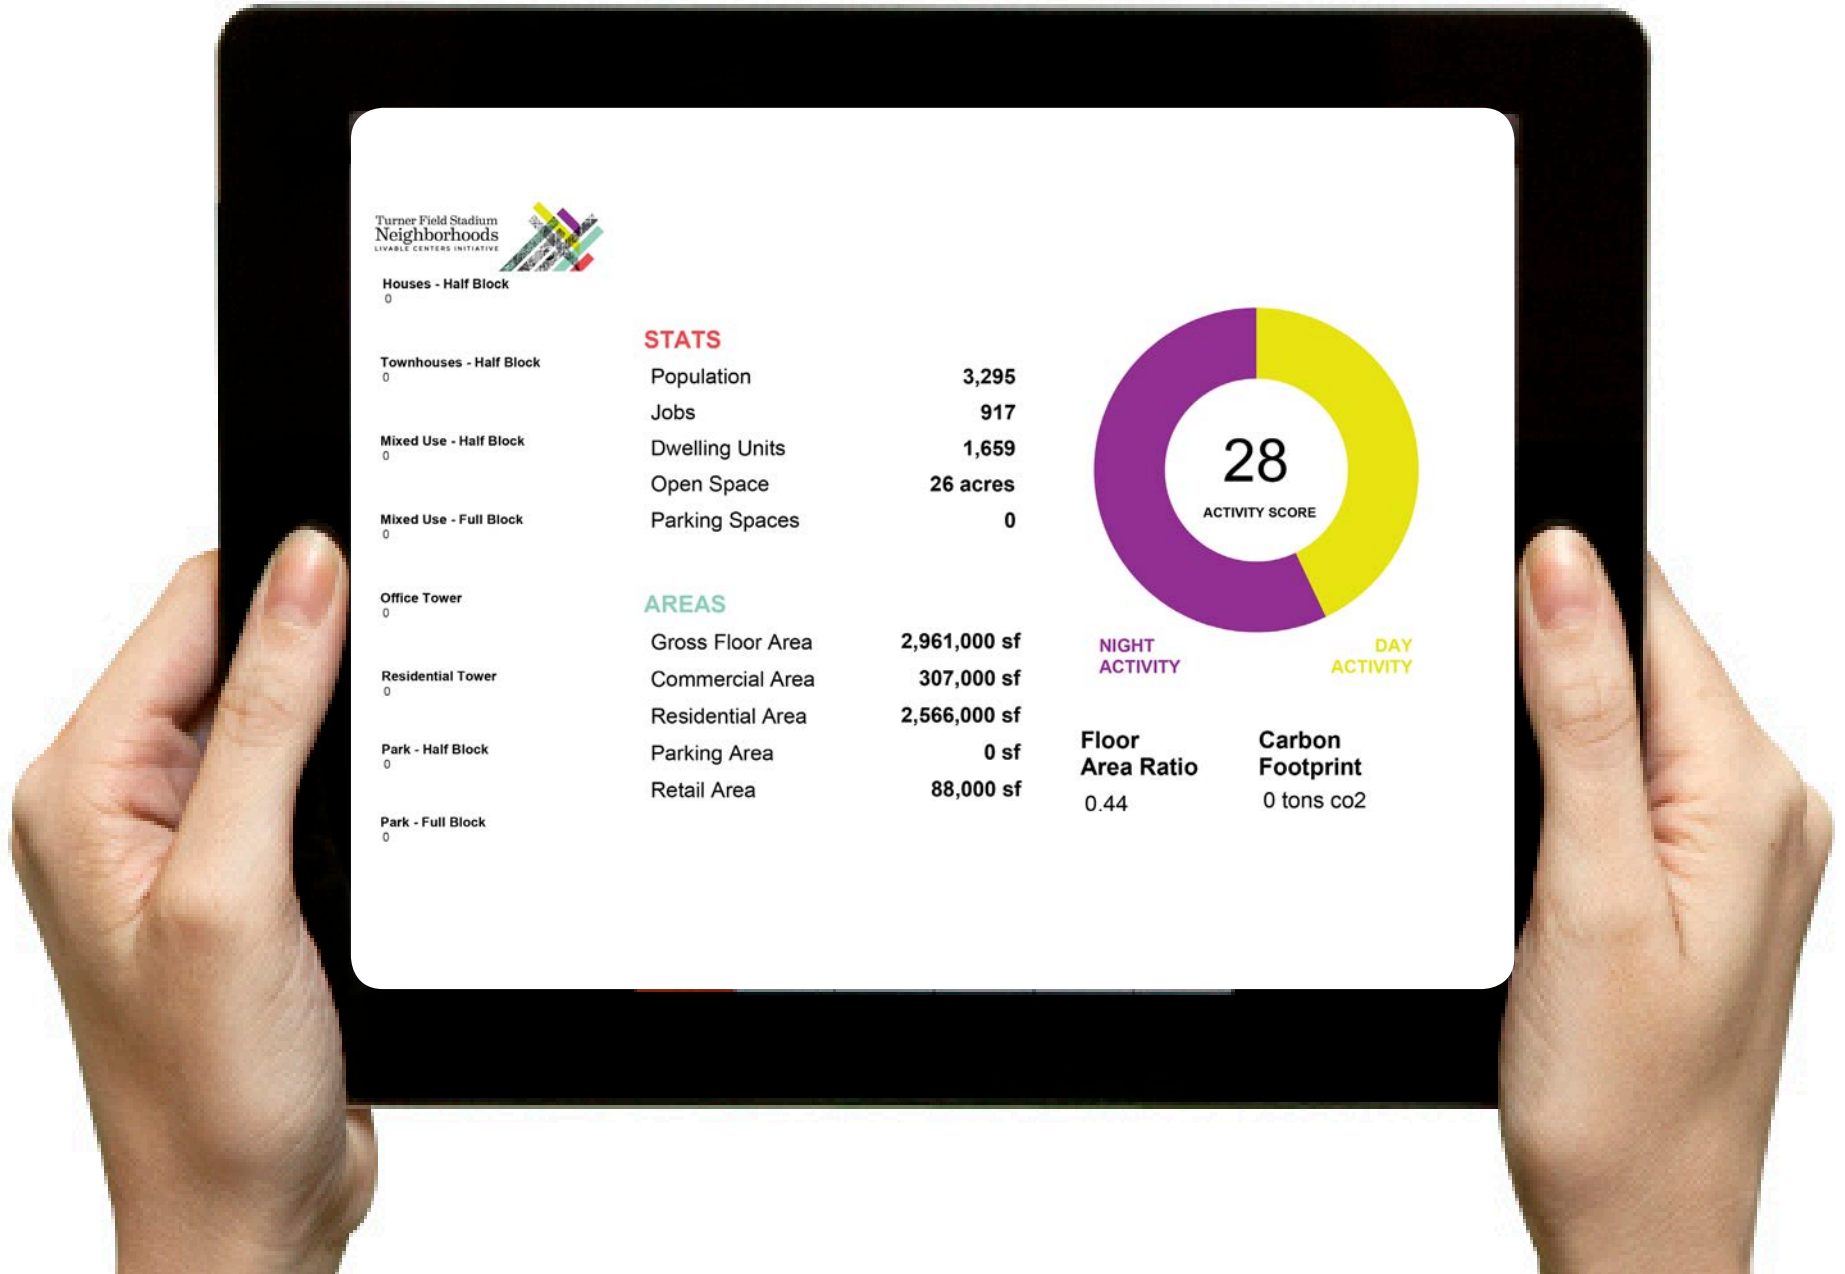 Turner Field Stadium
Neighborhoods
LIVABLE CENTERS INITIATIVE
Houses - Half Block
0
Townhouses - Half Block
0
Mixed Use - Half Block
0
Mixed Use - Full Block
0
Office Tower
0
Residential Tower
0
Park - Half Block
0
Park - Full Block
0
STATS
Population 3,295
Jobs 917
Dwelling Units 1,659
Open Space 26 acres
Parking Spaces 0
AREAS
Gross Floor Area 2,961,000 sf
Commercial Area 307,000 sf
Residential Area 2,566,000 sf
Parking Area 0 sf
Retail Area 88,000 sf
28
ACTIVITY SCORE
NIGHT
ACTIVITY
DAY
ACTIVITY
Floor
Area Ratio
0.44
Carbon
Footprint
0 tons co2